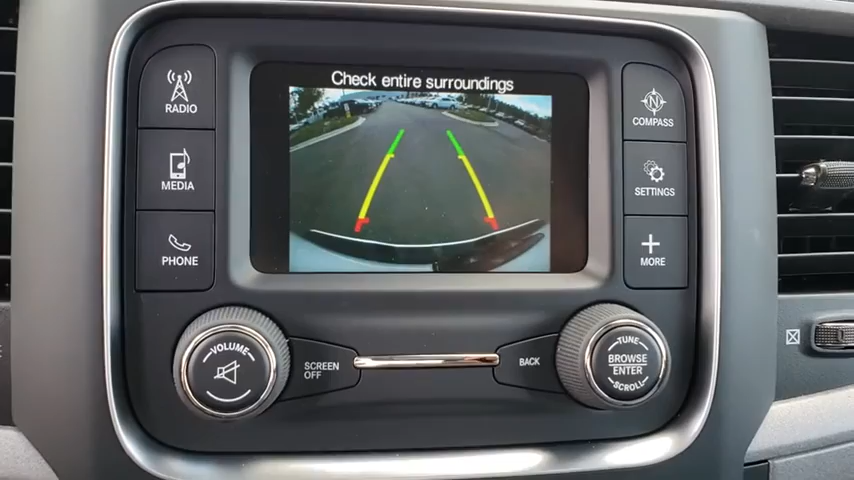 Check entire surroundings
RADIO
MEDIA
PHONE
N
COMPASS
SETTINGS
MORE
VOLUME
SCREEN
OFF
BACK
TUNE
BROWSE
ENTER
SCROLL